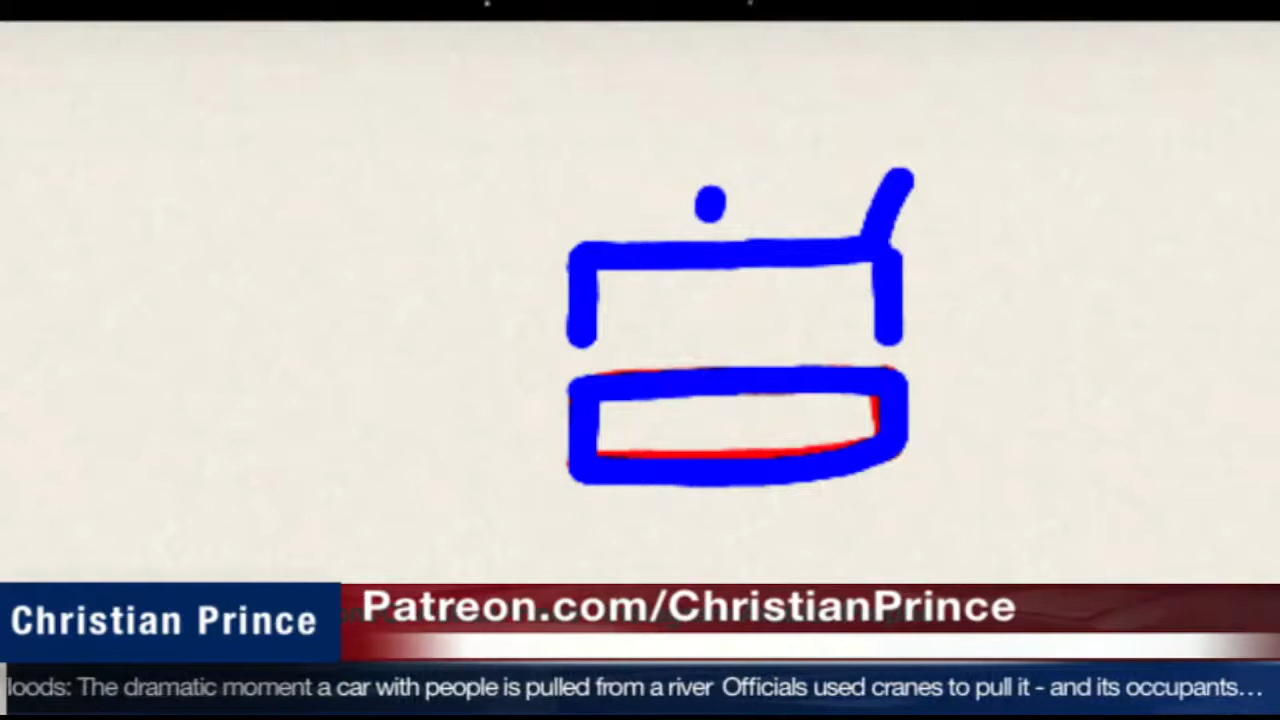 Christian Prince
Patreon.com/ChristianPrince
loods: The dramatic moment a car with people is pulled from a river Officials used cranes to pull it - and its occupants…